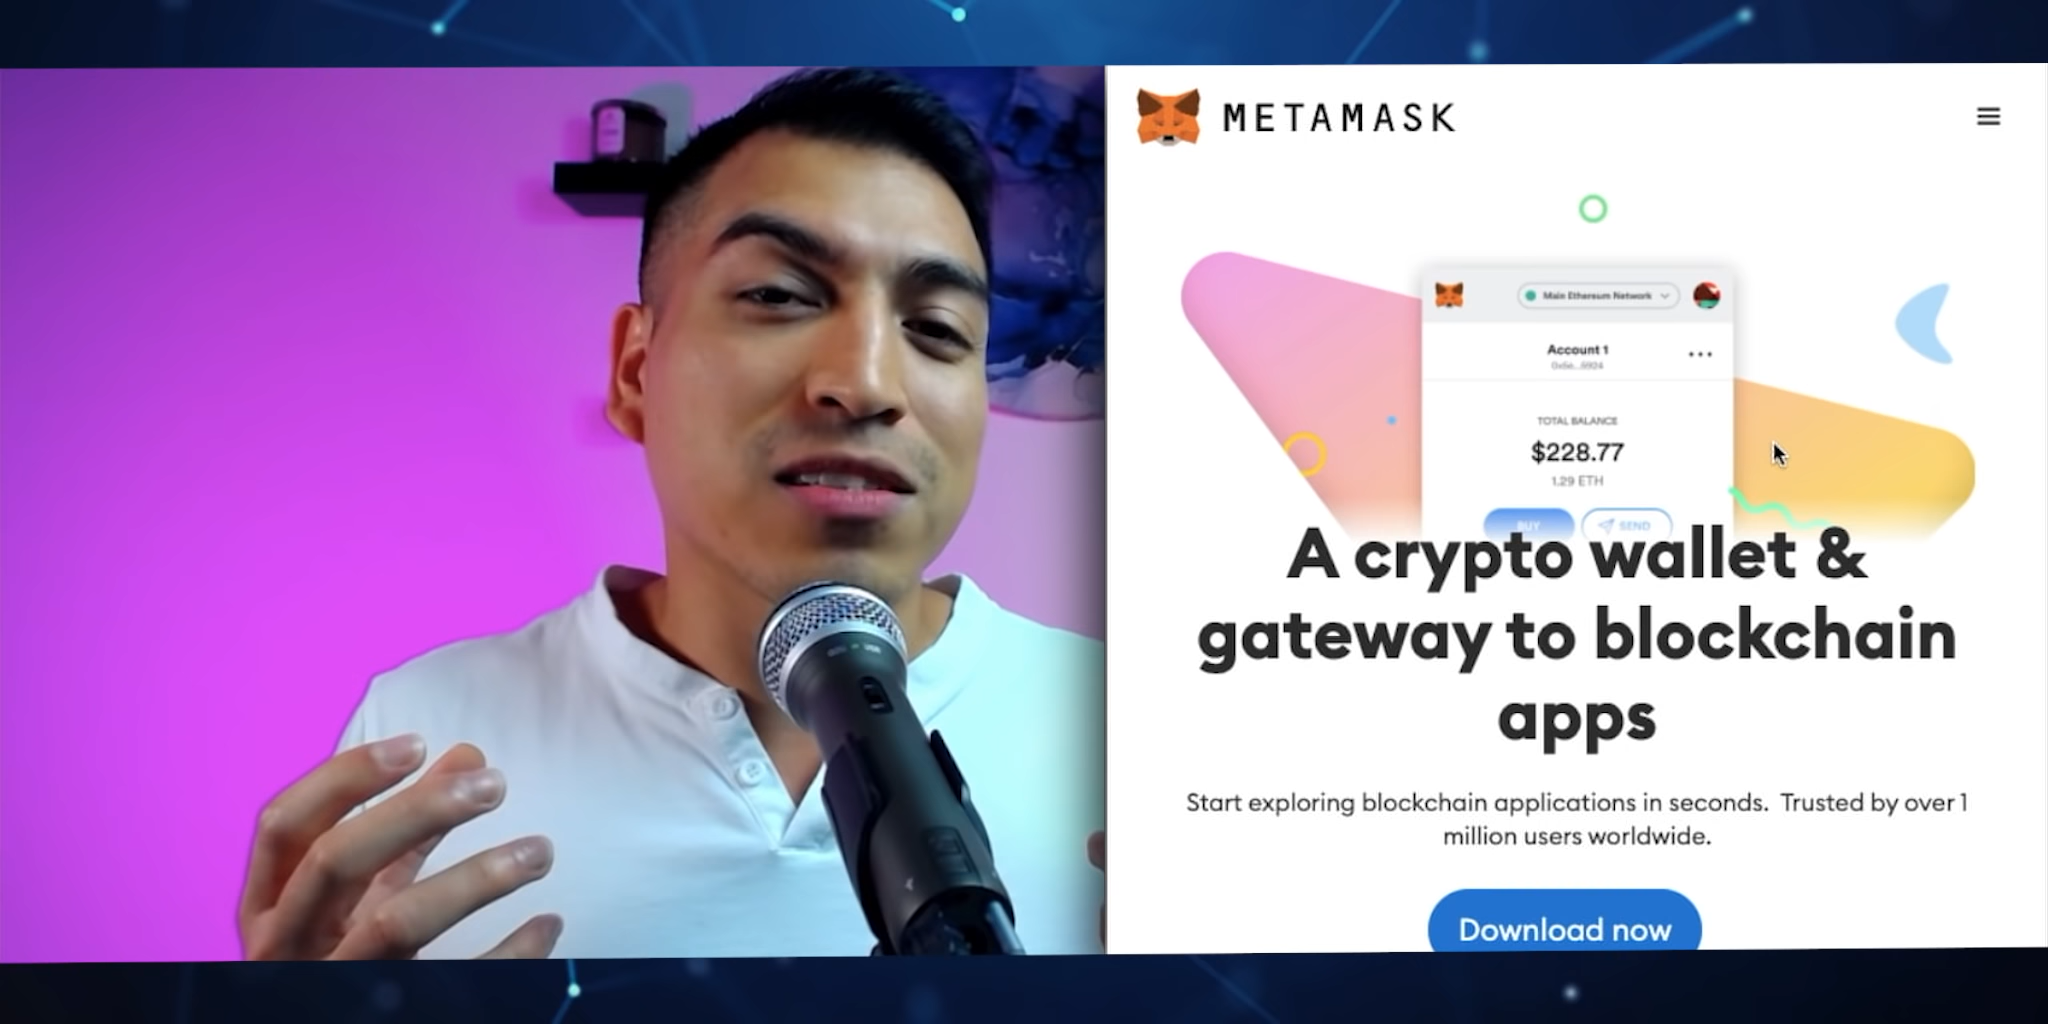 METAMASK
Main Ethereum Network
Account 1
TOTAL BALANCE
$228.77
1.29 ETH
BUY
SEND
A crypto wallet &
gateway to blockchain
apps
Start exploring blockchain applications in seconds. Trusted by over 1
million users worldwide.
Download now